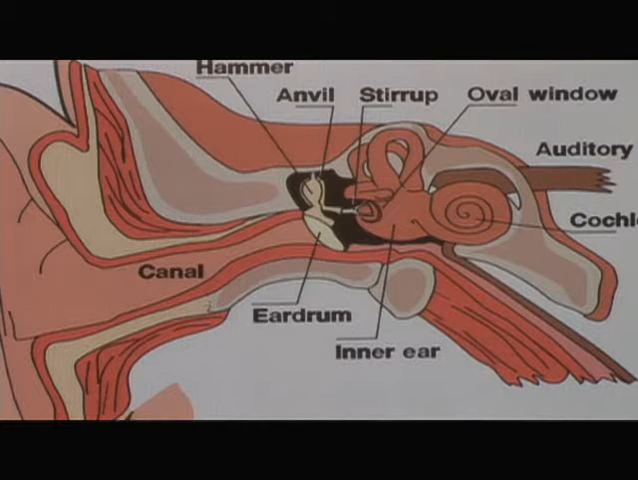 Hammer
Anvil
Stirrup
Oval window
Auditory
Cochl
Canal
Eardrum
Inner ear